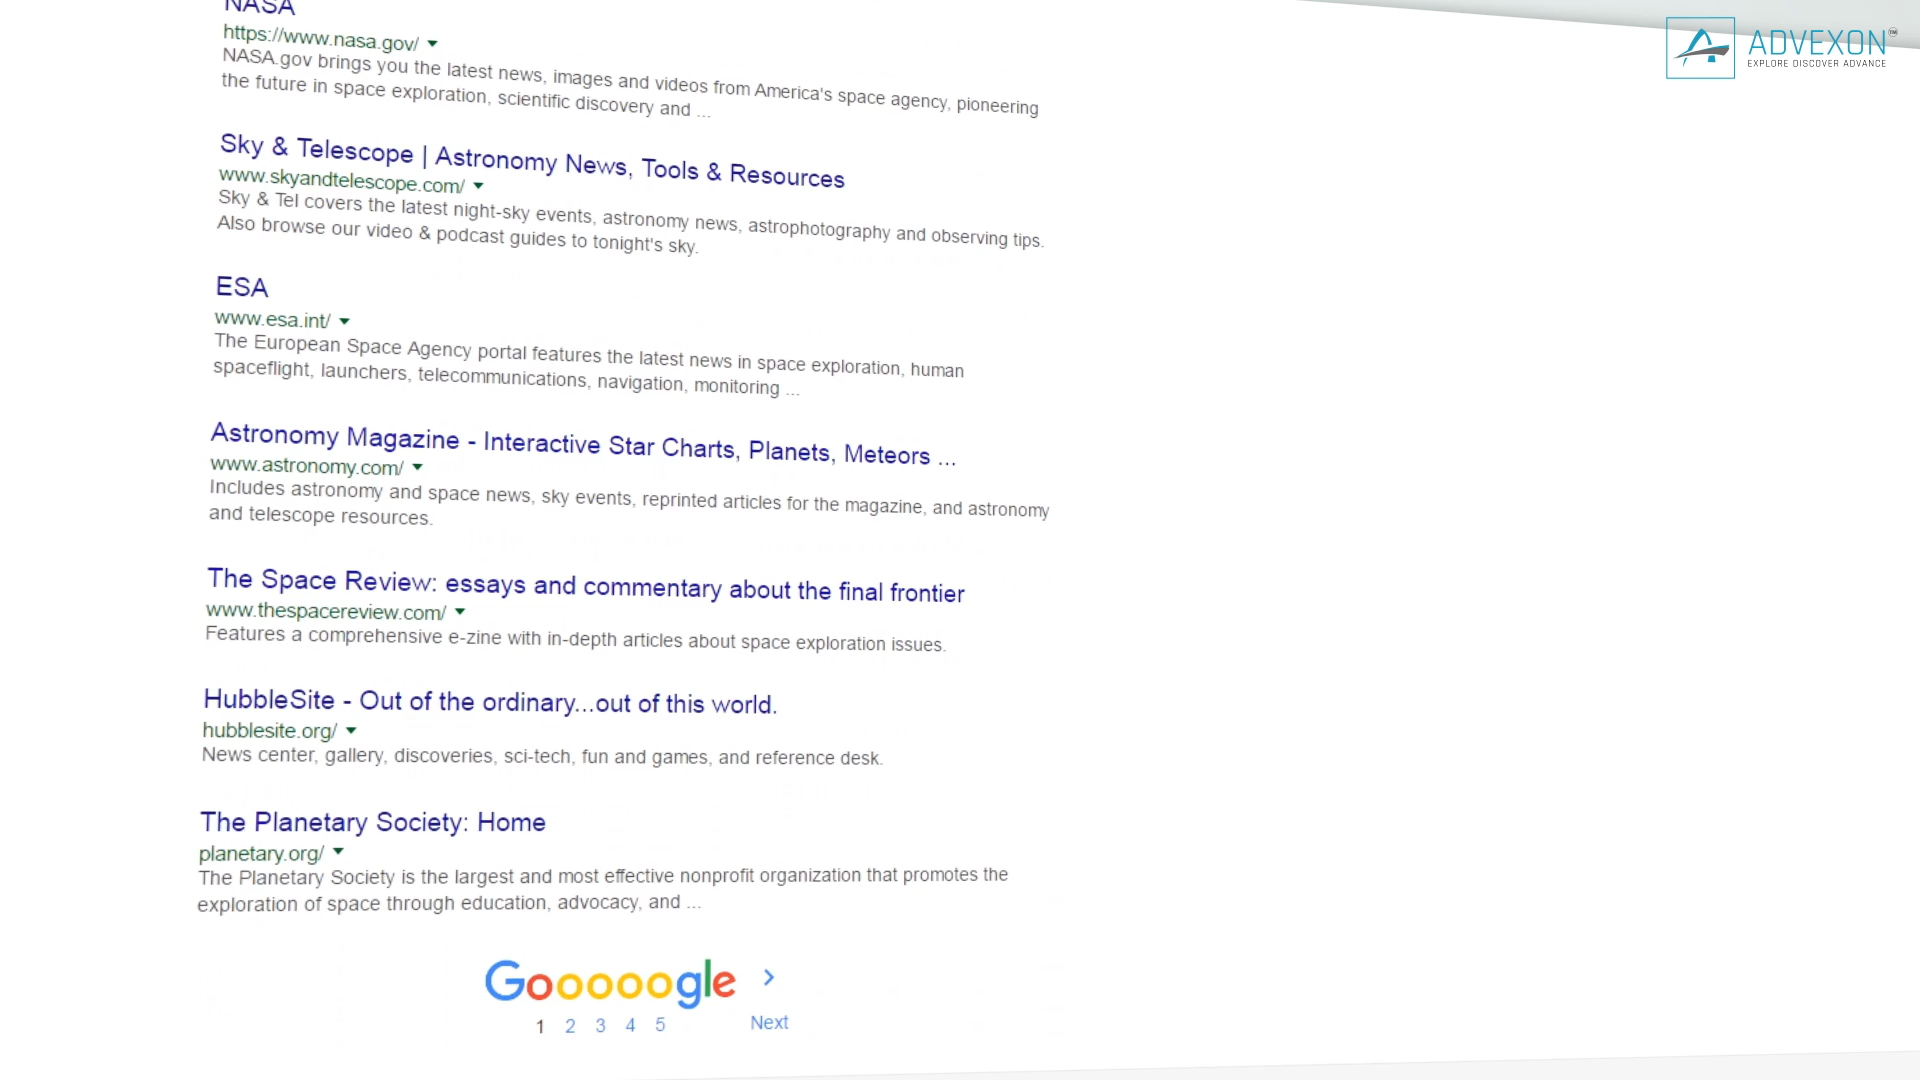 NASA
https://www.nasa.gov/
NASA.gov brings you the latest news, images and videos from America's space agency, pioneering
the future in space exploration, scientific discovery and ...
Sky & Telescope | Astronomy News, Tools & Resources
www.skyandtelescope.com/
Sky & Tel covers the latest night-sky events, astronomy news, astrophotography and observing tips.
Also browse our video & podcast guides to tonight's sky.
ESA
www.esa.int/
The European Space Agency portal features the latest news in space exploration, human
spaceflight, launchers, telecommunications, navigation, monitoring ...
Astronomy Magazine - Interactive Star Charts, Planets, Meteors ...
www.astronomy.com/
Includes astronomy and space news, sky events, reprinted articles for the magazine, and astronomy
and telescope resources.
The Space Review: essays and commentary about the final frontier
www.thespacereview.com/
Features a comprehensive e-zine with in-depth articles about space exploration issues.
HubbleSite - Out of the ordinary...out of this world.
hubblesite.org/
News center, gallery, discoveries, sci-tech, fun and games, and reference desk.
The Planetary Society: Home
planetary.org/
The Planetary Society is the largest and most effective nonprofit organization that promotes the
exploration of space through education, advocacy, and ...
Gooooogle >
1 2 3 4 5 Next
ADVEXON™
EXPLORE DISCOVER ADVANCE